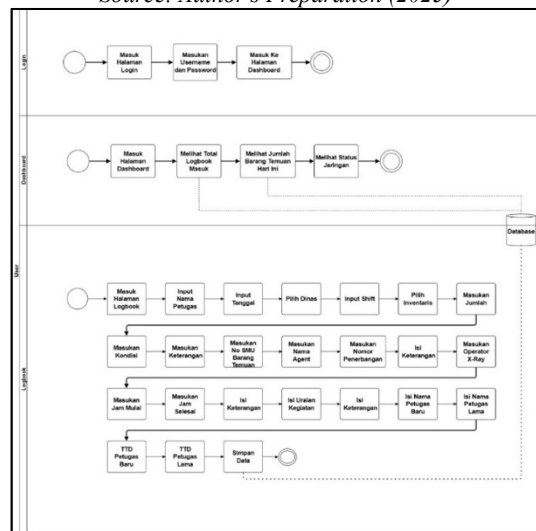 Source: Author's Preparation (2025)
Login
Masuk
Halaman
Login
Masukan
Username
dan Password
Masuk Ke
Halaman
Dashboard
Dashboard
Masuk
Halaman
Dashboard
Melihat Total
Logbook
Masuk
Melihat Jumlah
Barang Temuan
Hari Ini
Melihat Status
Jaringan
Database
User
Logbook
Masuk
Halaman
Logbook
Input
Nama
Petugas
Input
Tanggal
Pilih Dinas
Input Shift
Pilih
Inventaris
Masukan
Jumlah
Masukan
Kondisi
Masukan
Keterangan
Masukan
No SMU
Barang
Temuan
Masukan
Nama
Agent
Masukan
Nomor
Penerbangan
Isi
Keterangan
Masukan
Operator
X-Ray
Masukan
Jam Mulai
Masukan
Jam
Selesai
Isi
Keterangan
Isi Uraian
Kegiatan
Isi
Keterangan
Isi Nama
Petugas
Baru
Isi Nama
Petugas
Lama
TTD
Petugas
Baru
TTD
Petugas
Lama
Simpan
Data